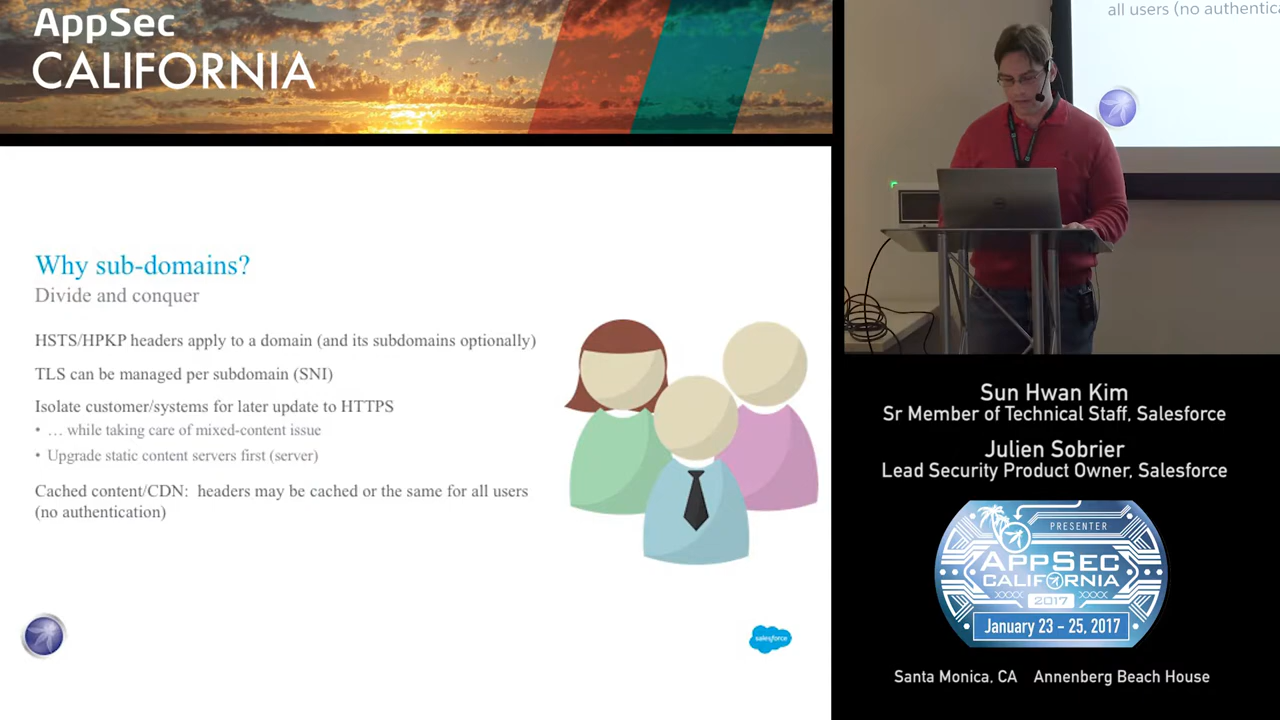 AppSec
CALIFORNIA
all users (no authentica
Why sub-domains?
Divide and conquer
HSTS/HPKP headers apply to a domain (and its subdomains optionally)
TLS can be managed per subdomain (SNI)
Isolate customer/systems for later update to HTTPS
• … while taking care of mixed-content issue
• Upgrade static content servers first (server)
Cached content/CDN: headers may be cached or the same for all users
(no authentication)
salesforce
Sun Hwan Kim
Sr Member of Technical Staff, Salesforce
Julien Sobrier
Lead Security Product Owner, Salesforce
PRESENTER
APPSEC
CALIFORNIA
2017
January 23 - 25, 2017
Santa Monica, CA Annenberg Beach House